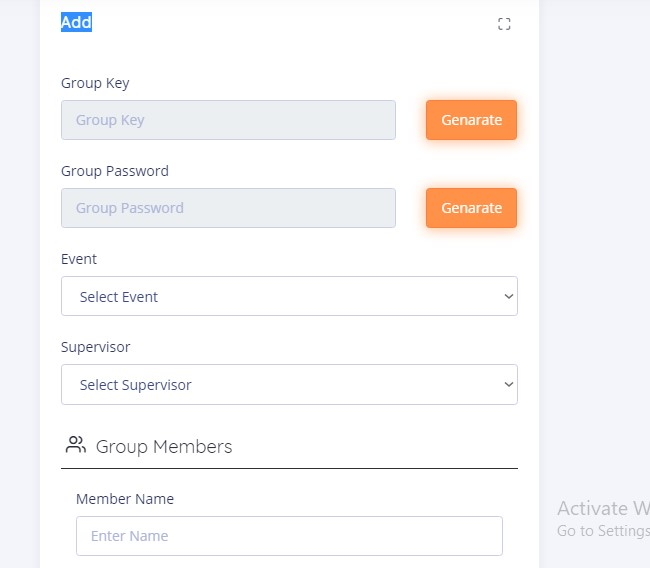 Add
Group Key
Group Key
Genarate
Group Password
Group Password
Genarate
Event
Select Event
Supervisor
Select Supervisor
Group Members
Member Name
Enter Name
Activate W
Go to Settings